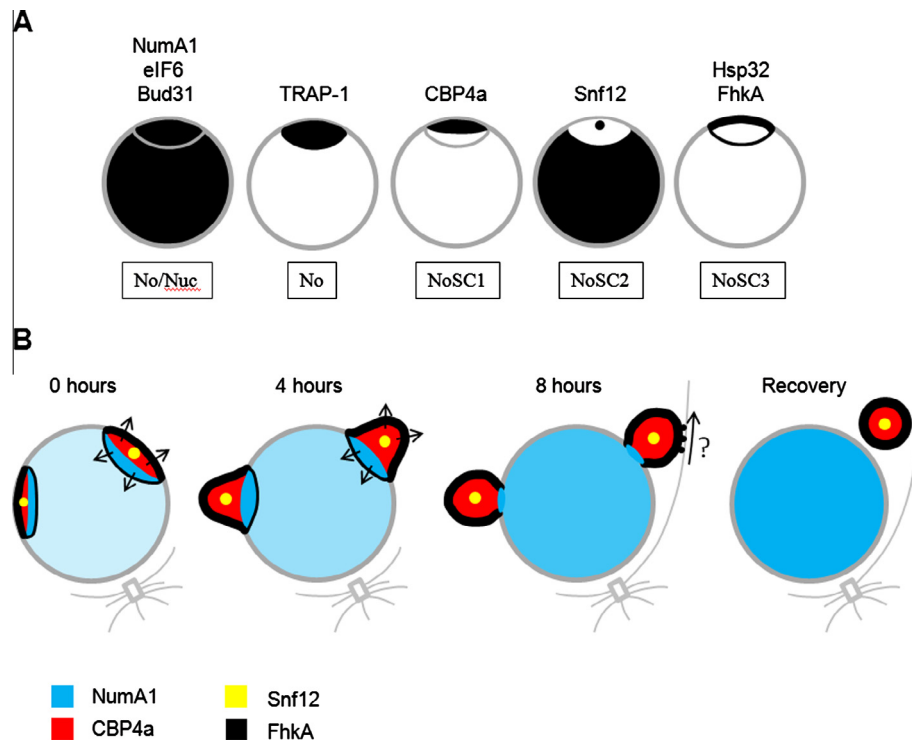 A
NumA1
eIF6
Bud31
TRAP-1
CBP4a
Snf12
Hsp32
FhkA
No/Nuc
No
NoSC1
NoSC2
NoSC3
B
0 hours
4 hours
8 hours
Recovery
?
NumA1
Snf12
CBP4a
FhkA